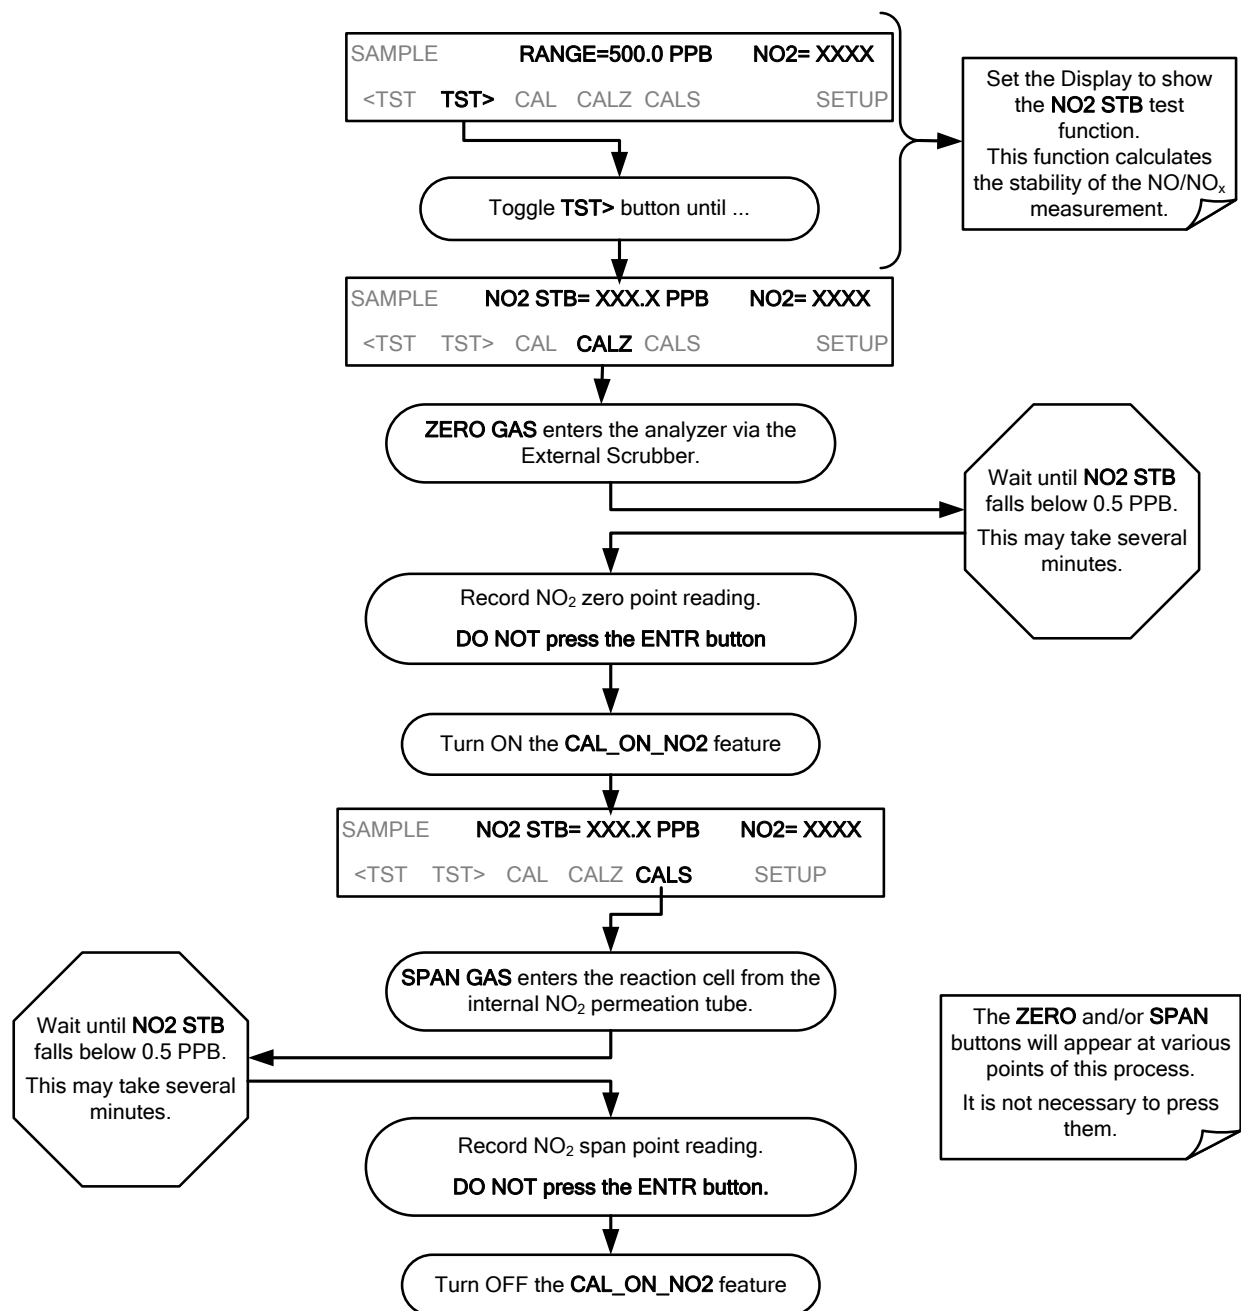 SAMPLE RANGE=500.0 PPB NO2= XXXX
<TST TST> CAL CALZ CALS SETUP
Set the Display to show
the NO2 STB test
function.
This function calculates
the stability of the NO/NOₓ
measurement.
Toggle TST> button until ...
SAMPLE NO2 STB= XXX.X PPB NO2= XXXX
<TST TST> CAL CALZ CALS SETUP
ZERO GAS enters the analyzer via the
External Scrubber.
Wait until NO2 STB
falls below 0.5 PPB.
This may take several
minutes.
Record NO₂ zero point reading.
DO NOT press the ENTR button
Turn ON the CAL_ON_NO2 feature
SAMPLE NO2 STB= XXX.X PPB NO2= XXXX
<TST TST> CAL CALZ CALS SETUP
SPAN GAS enters the reaction cell from the
internal NO₂ permeation tube.
Wait until NO2 STB
falls below 0.5 PPB.
This may take several
minutes.
The ZERO and/or SPAN
buttons will appear at various
points of this process.
It is not necessary to press
them.
Record NO₂ span point reading.
DO NOT press the ENTR button.
Turn OFF the CAL_ON_NO2 feature